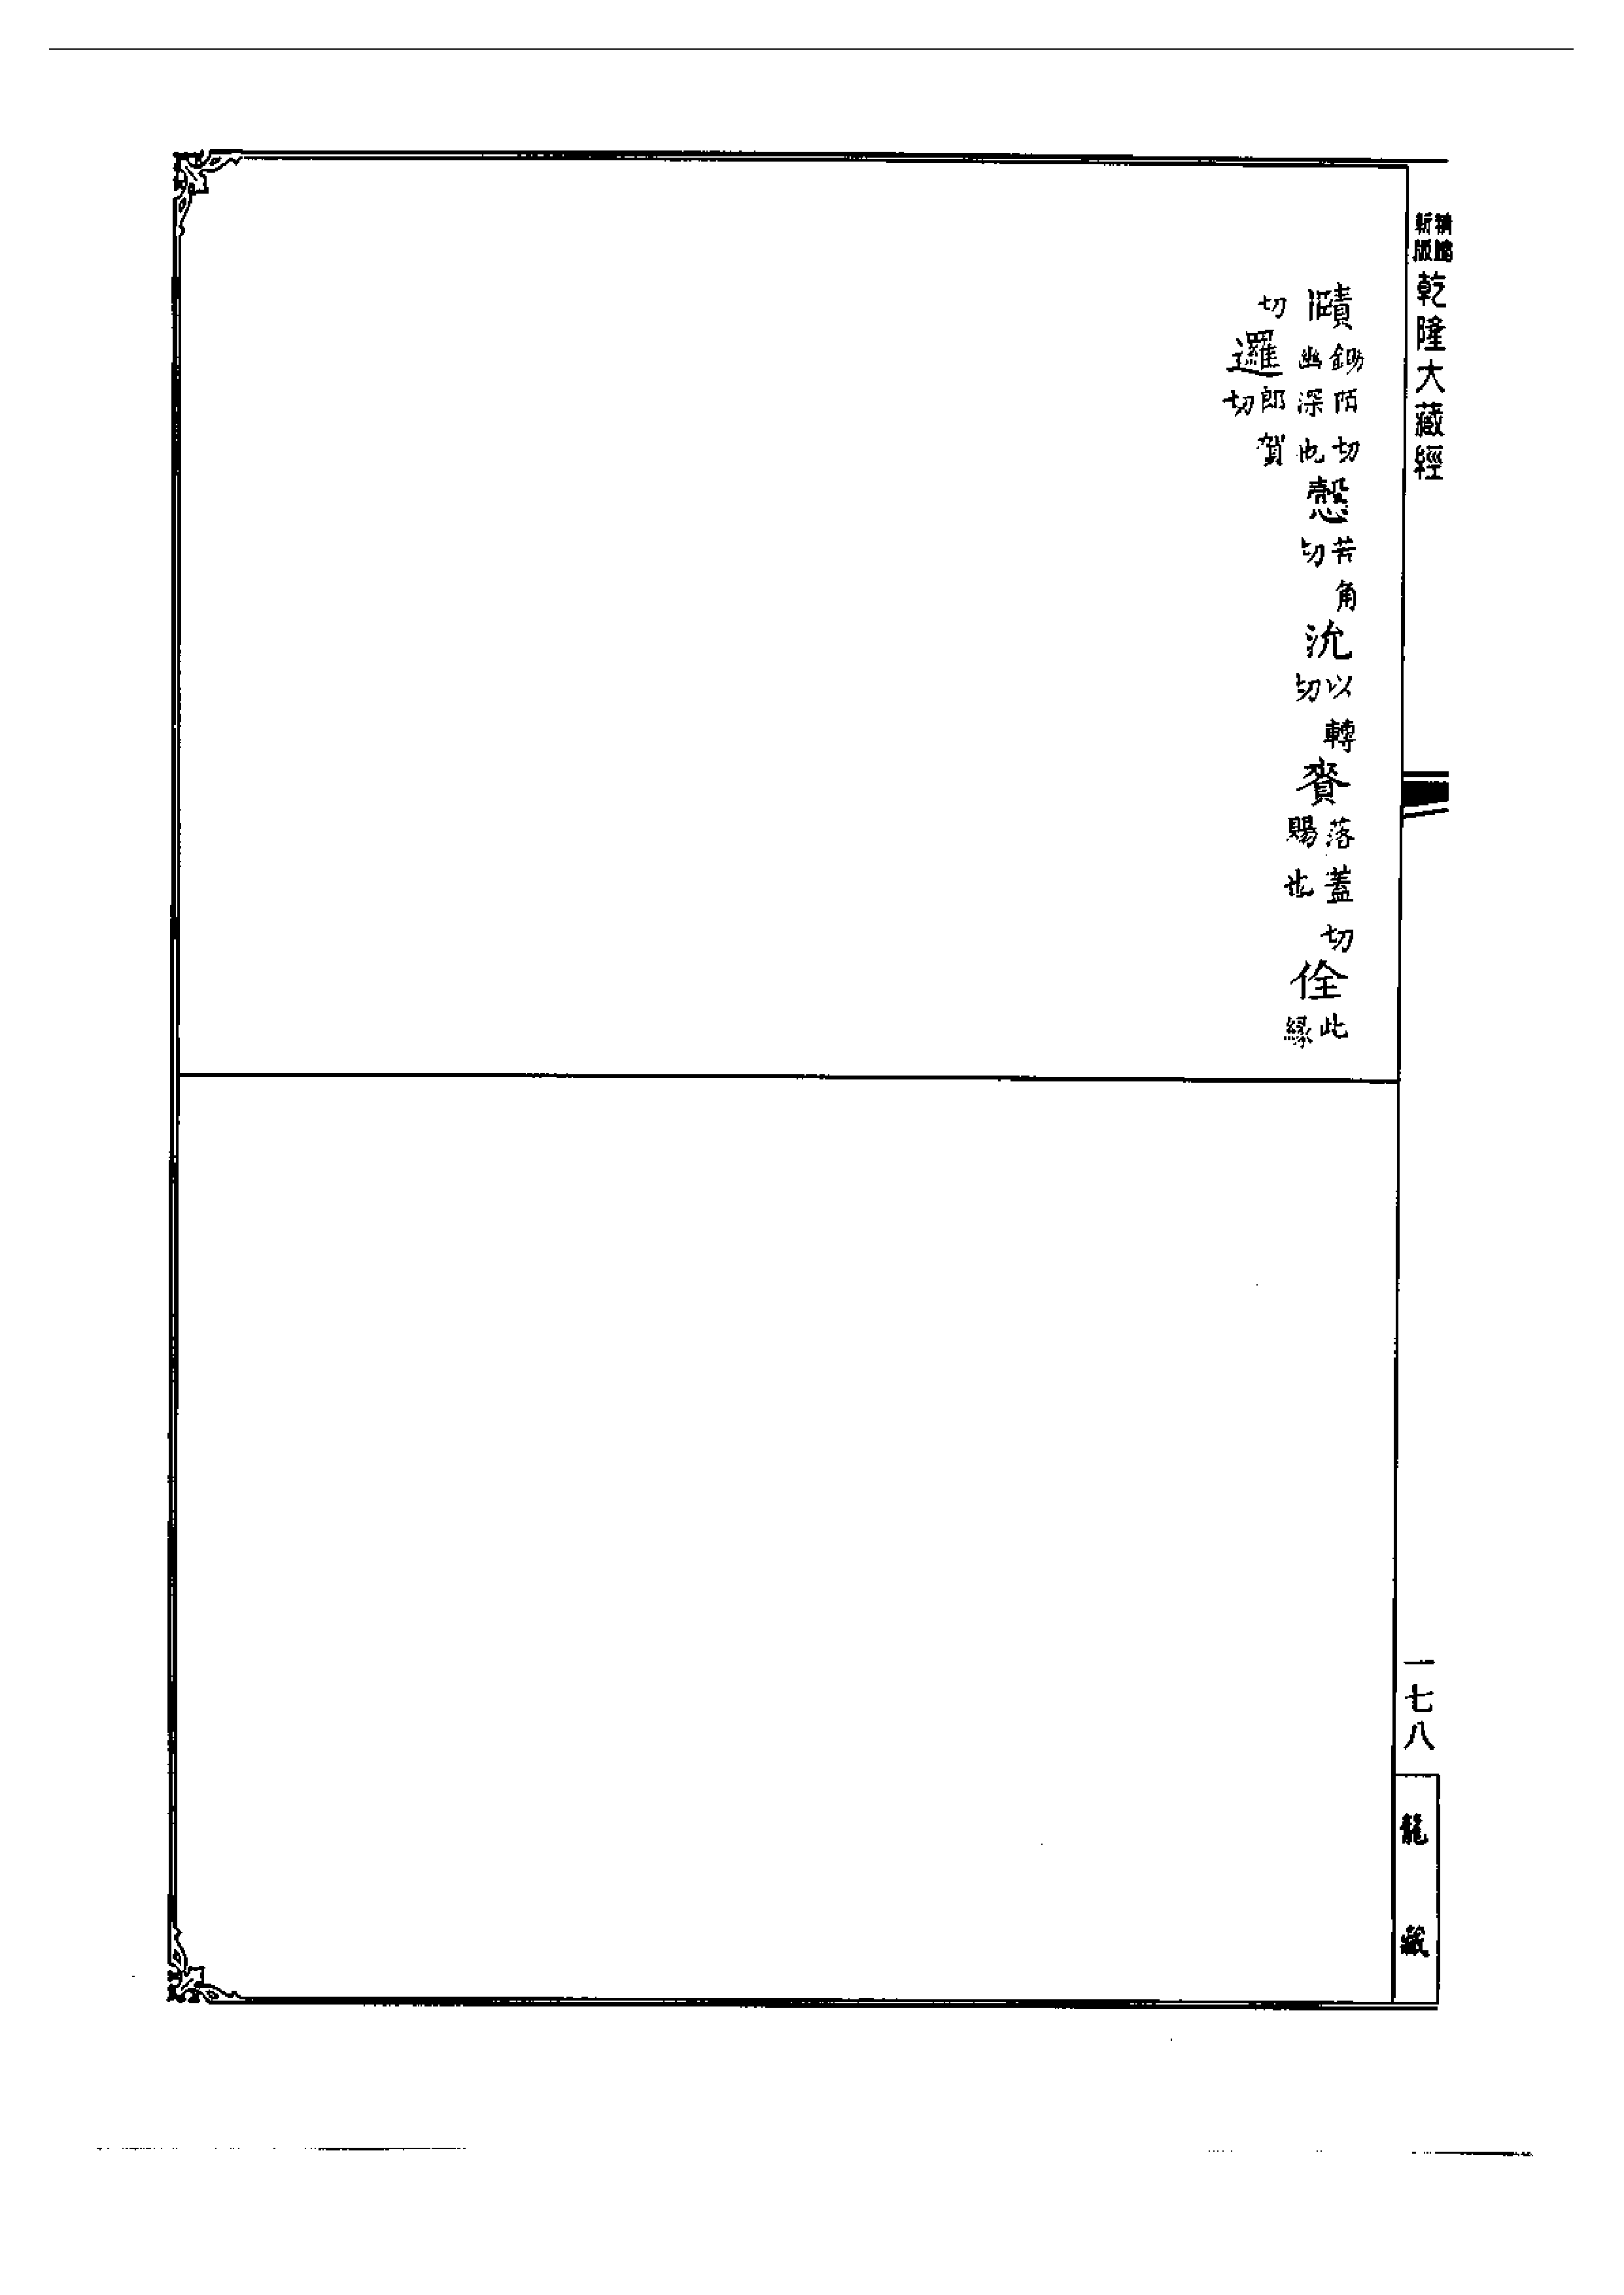 新版
乾隆大藏經
賾鋤陌切幽深也慤苦角切沇以轉切賚落蓋切賜也佺此緣
切邏郎賀切
一七八
龍藏